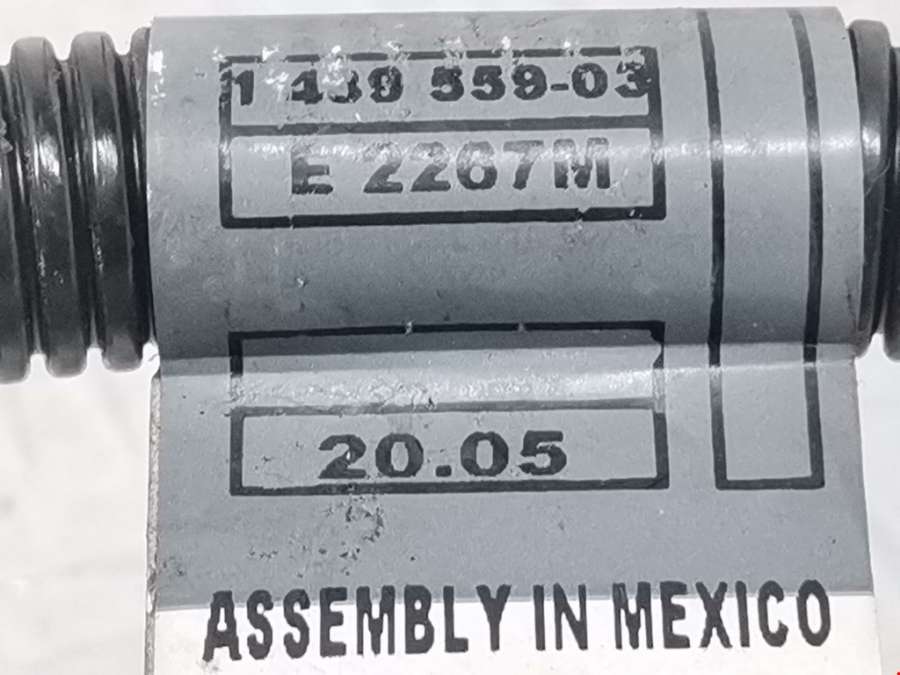 1 439 559-03
E 2267M
20.05
ASSEMBLY IN MEXICO